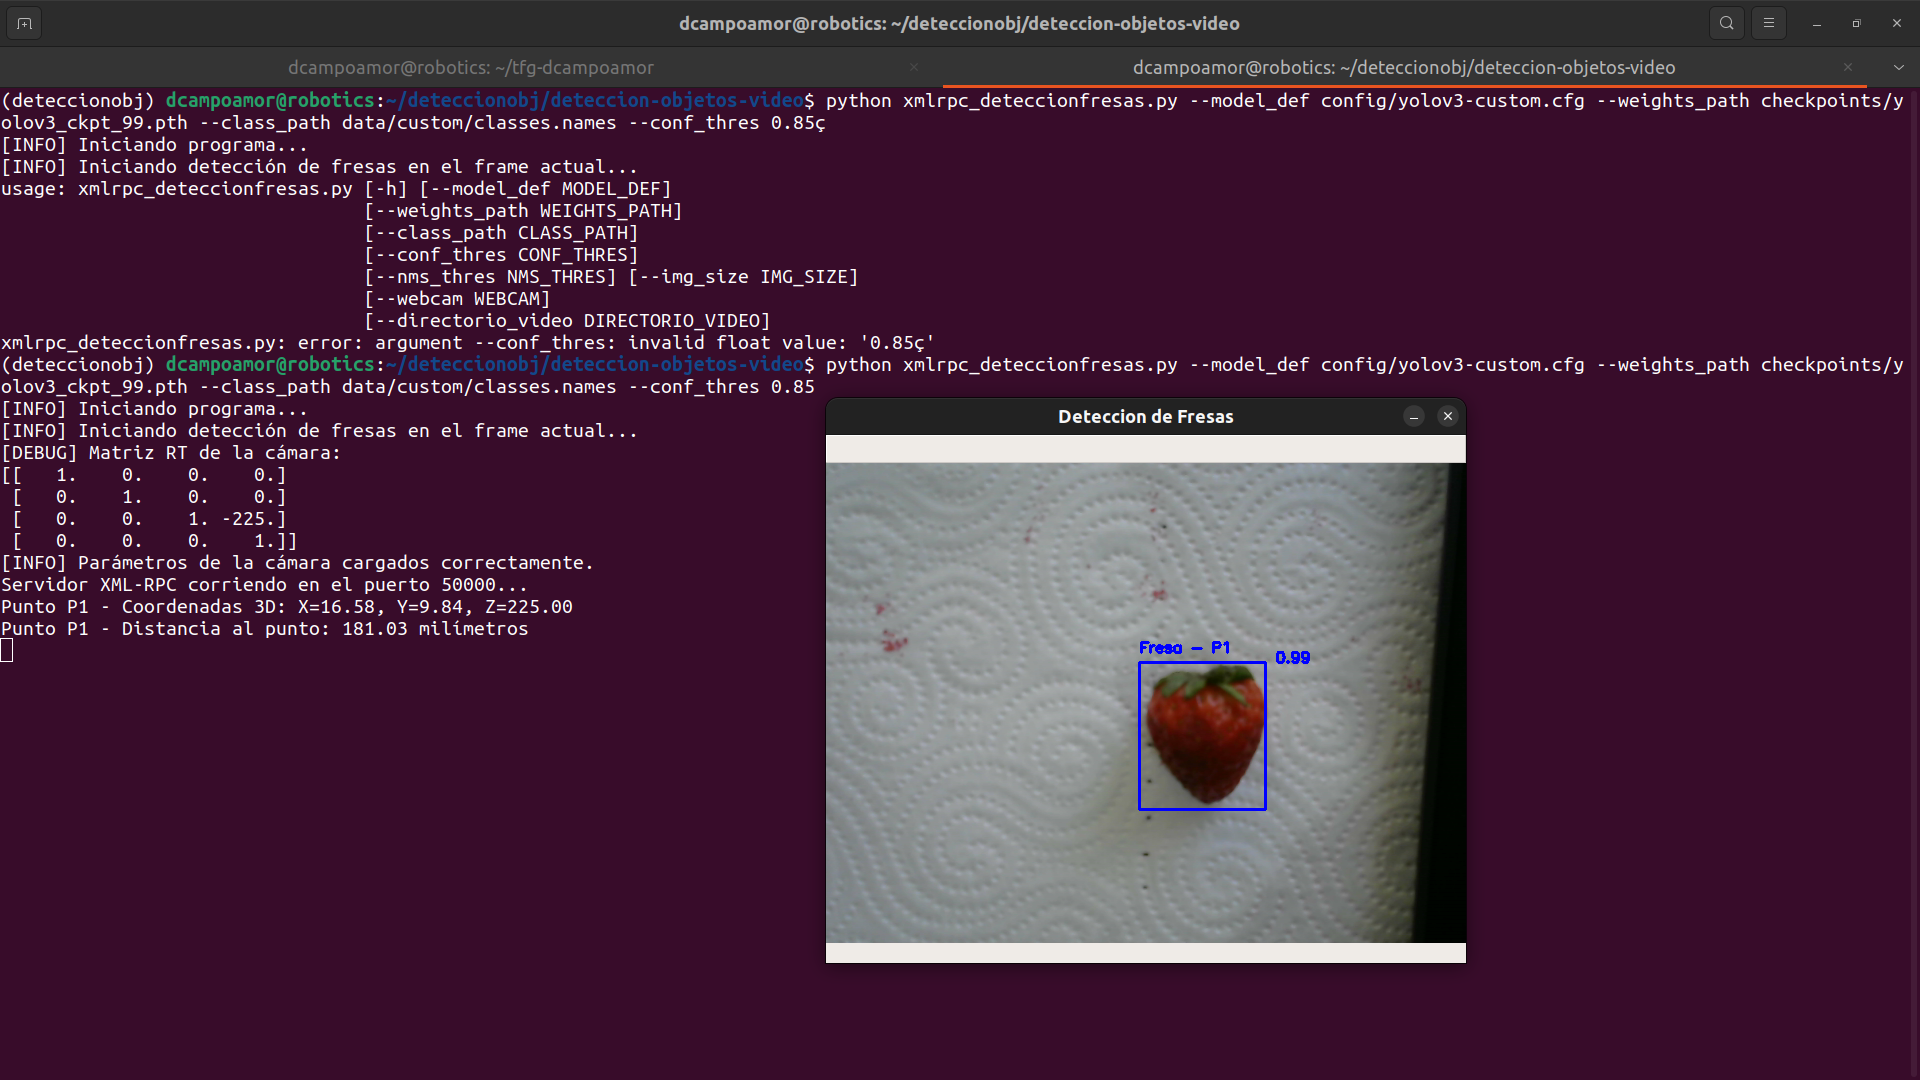 dcampoamor@robotics: ~/deteccionobj/deteccion-objetos-video
dcampoamor@robotics: ~/tfg-dcampoamor
dcampoamor@robotics: ~/deteccionobj/deteccion-objetos-video
(deteccionobj) dcampoamor@robotics:~/deteccionobj/deteccion-objetos-video$ python xmlrpc_deteccionfresas.py --model_def config/yolov3-custom.cfg --weights_path checkpoints/y
olov3_ckpt_99.pth --class_path data/custom/classes.names --conf_thres 0.85ç
[INFO] Iniciando programa...
[INFO] Iniciando detección de fresas en el frame actual...
usage: xmlrpc_deteccionfresas.py [-h] [--model_def MODEL_DEF]
[--weights_path WEIGHTS_PATH]
[--class_path CLASS_PATH]
[--conf_thres CONF_THRES]
[--nms_thres NMS_THRES] [--img_size IMG_SIZE]
[--webcam WEBCAM]
[--directorio_video DIRECTORIO_VIDEO]
xmlrpc_deteccionfresas.py: error: argument --conf_thres: invalid float value: '0.85ç'
(deteccionobj) dcampoamor@robotics:~/deteccionobj/deteccion-objetos-video$ python xmlrpc_deteccionfresas.py --model_def config/yolov3-custom.cfg --weights_path checkpoints/y
olov3_ckpt_99.pth --class_path data/custom/classes.names --conf_thres 0.85
[INFO] Iniciando programa...
[INFO] Iniciando detección de fresas en el frame actual...
[DEBUG] Matriz RT de la cámara:
[[   1.    0.    0.    0.]
[   0.    1.    0.    0.]
[   0.    0.    1. -225.]
[   0.    0.    0.    1.]]
[INFO] Parámetros de la cámara cargados correctamente.
Servidor XML-RPC corriendo en el puerto 50000...
Punto P1 - Coordenadas 3D: X=16.58, Y=9.84, Z=225.00
Punto P1 - Distancia al punto: 181.03 milímetros
Deteccion de Fresas
Fresa - P1
0.99